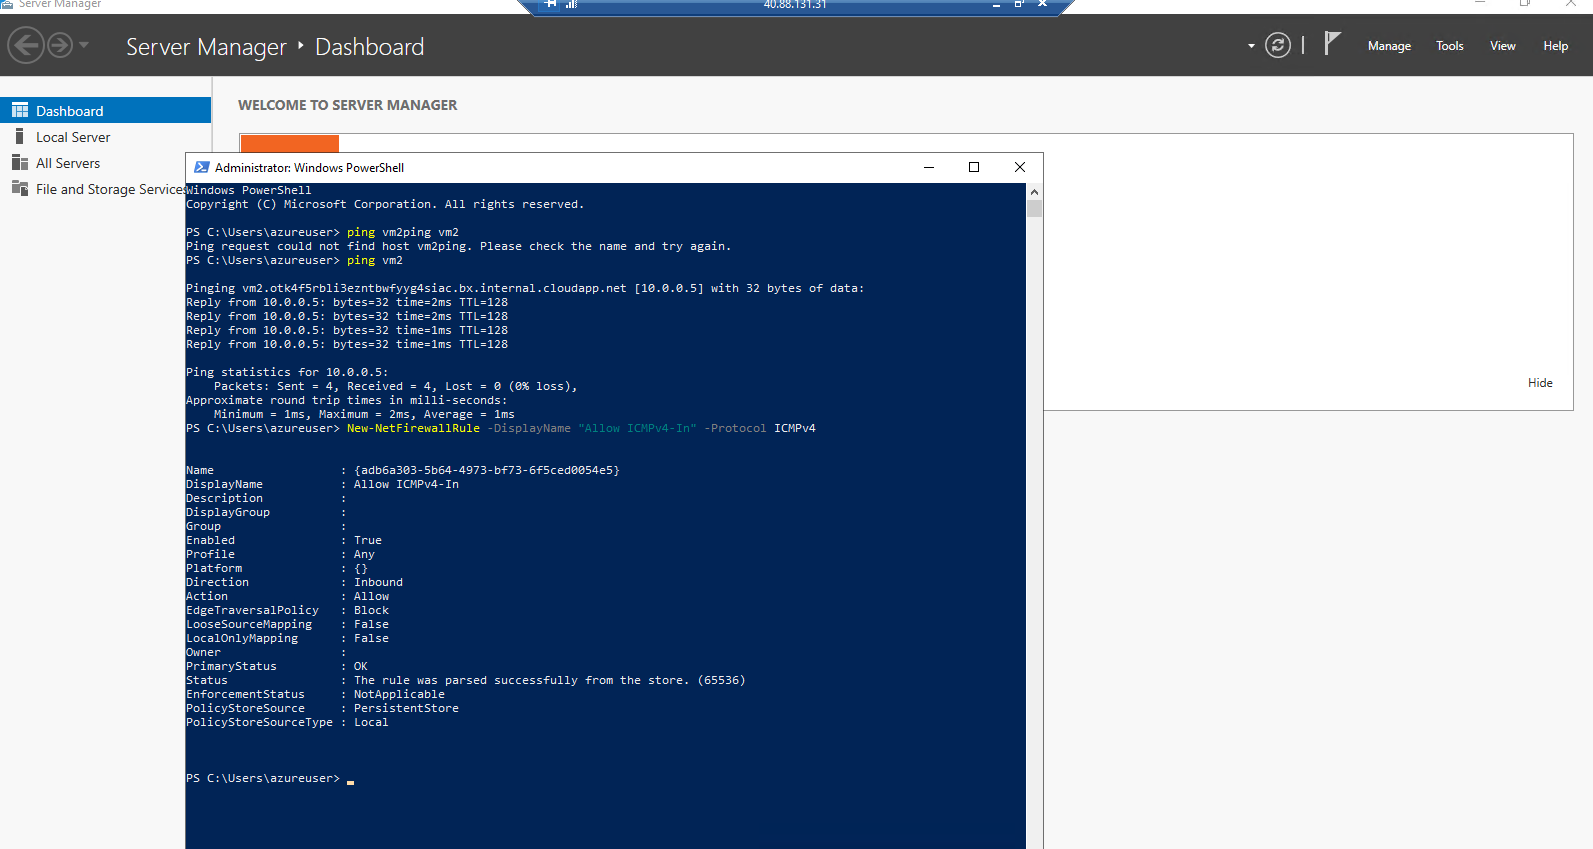 Server Manager
40.88.131.31
Server Manager ‣ Dashboard
Manage Tools View Help
Dashboard
Local Server
All Servers
File and Storage Services
WELCOME TO SERVER MANAGER
Hide
Administrator: Windows PowerShell
Windows PowerShell
Copyright (C) Microsoft Corporation. All rights reserved.
PS C:\Users\azureuser> ping vm2ping vm2
Ping request could not find host vm2ping. Please check the name and try again.
PS C:\Users\azureuser> ping vm2
Pinging vm2.otk4f5rbli3ezntbwfyyg4siac.bx.internal.cloudapp.net [10.0.0.5] with 32 bytes of data:
Reply from 10.0.0.5: bytes=32 time=2ms TTL=128
Reply from 10.0.0.5: bytes=32 time=2ms TTL=128
Reply from 10.0.0.5: bytes=32 time=1ms TTL=128
Reply from 10.0.0.5: bytes=32 time=1ms TTL=128
Ping statistics for 10.0.0.5:
Packets: Sent = 4, Received = 4, Lost = 0 (0% loss),
Approximate round trip times in milli-seconds:
Minimum = 1ms, Maximum = 2ms, Average = 1ms
PS C:\Users\azureuser> New-NetFirewallRule -DisplayName "Allow ICMPv4-In" -Protocol ICMPv4
Name : {adb6a303-5b64-4973-bf73-6f5ced0054e5}
DisplayName : Allow ICMPv4-In
Description :
DisplayGroup :
Group :
Enabled : True
Profile : Any
Platform : {}
Direction : Inbound
Action : Allow
EdgeTraversalPolicy : Block
LooseSourceMapping : False
LocalOnlyMapping : False
Owner :
PrimaryStatus : OK
Status : The rule was parsed successfully from the store. (65536)
EnforcementStatus : NotApplicable
PolicyStoreSource : PersistentStore
PolicyStoreSourceType : Local
PS C:\Users\azureuser>